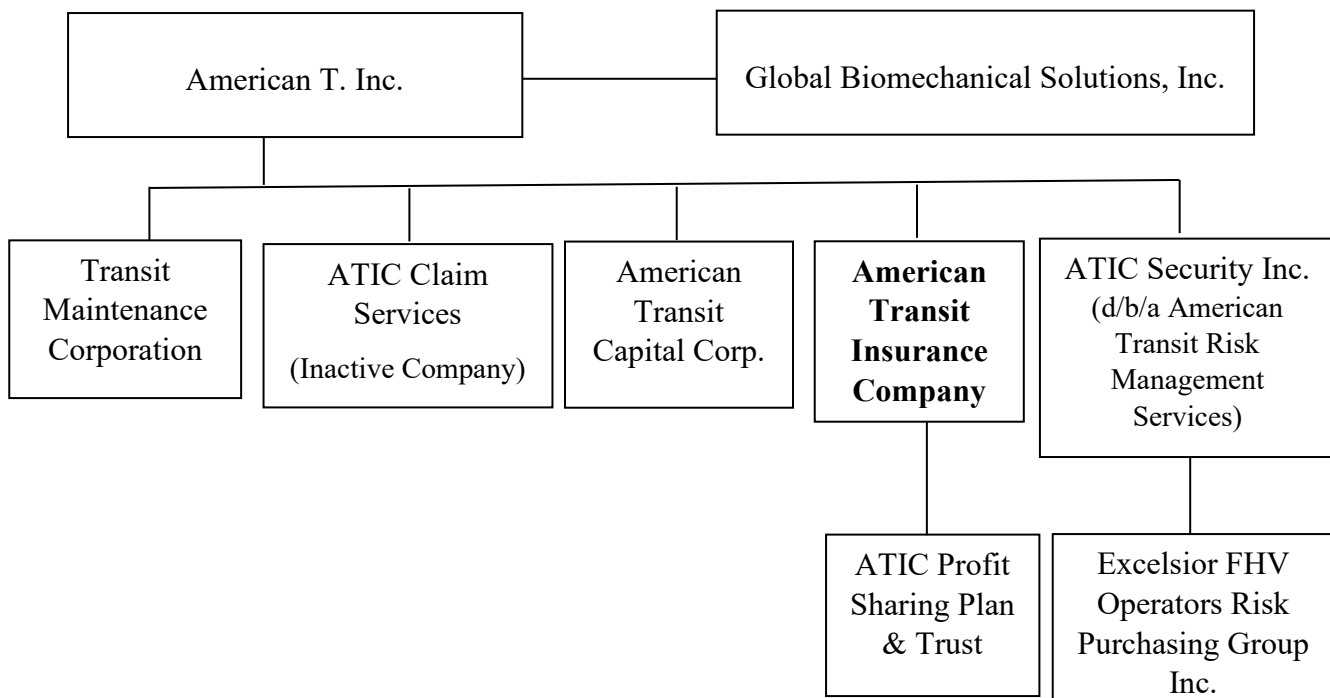 American T. Inc.
Global Biomechanical Solutions, Inc.
Transit
Maintenance
Corporation
ATIC Claim
Services
(Inactive Company)
American
Transit
Capital Corp.
American
Transit
Insurance
Company
ATIC Security Inc.
(d/b/a American
Transit Risk
Management
Services)
ATIC Profit
Sharing Plan
& Trust
Excelsior FHV
Operators Risk
Purchasing Group
Inc.